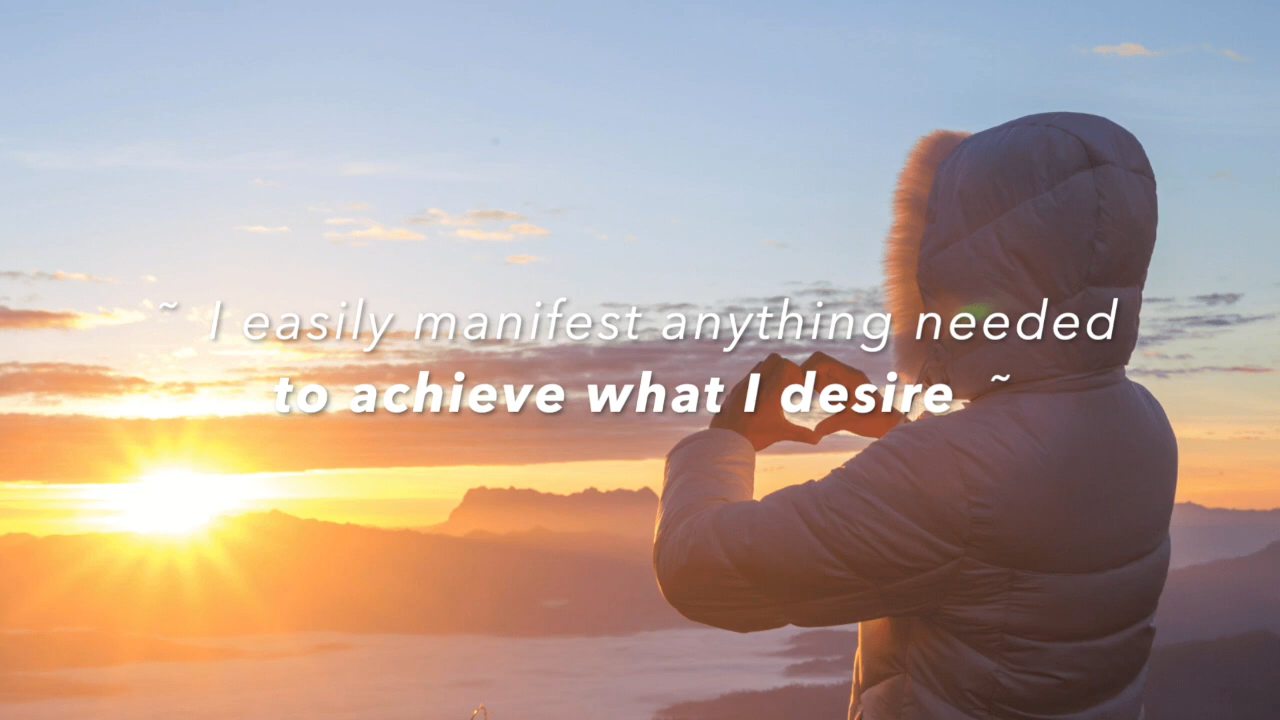 ~ I easily manifest anything needed
to achieve what I desire ~